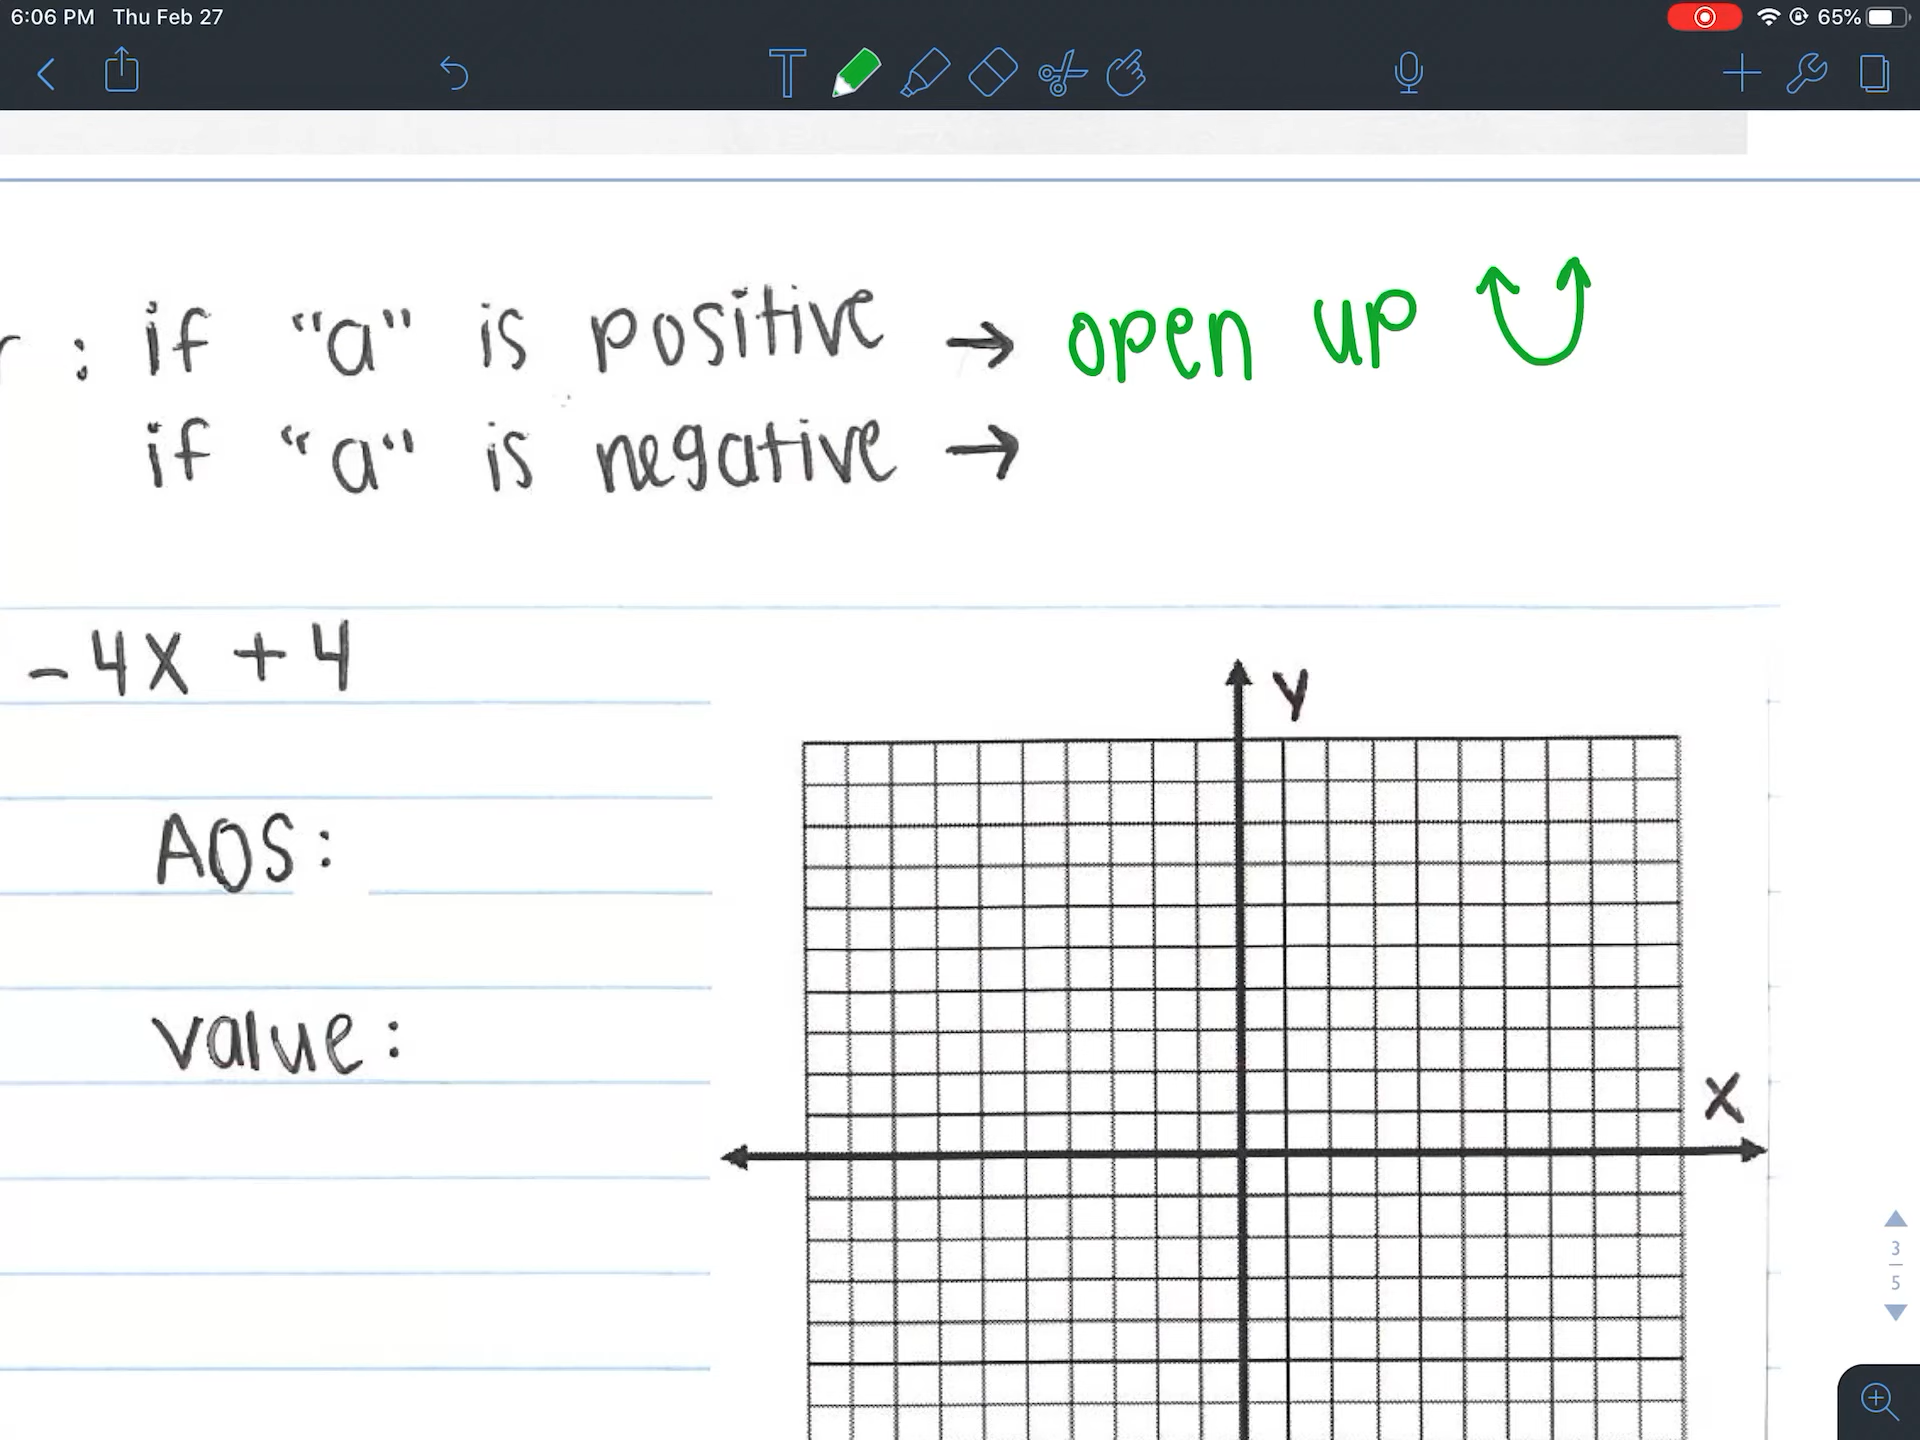 6:06 PM Thu Feb 27 65%
T
: if "a" is positive → open up
if "a" is negative →
- 4x + 4
y
AOS:
value:
x
3
5